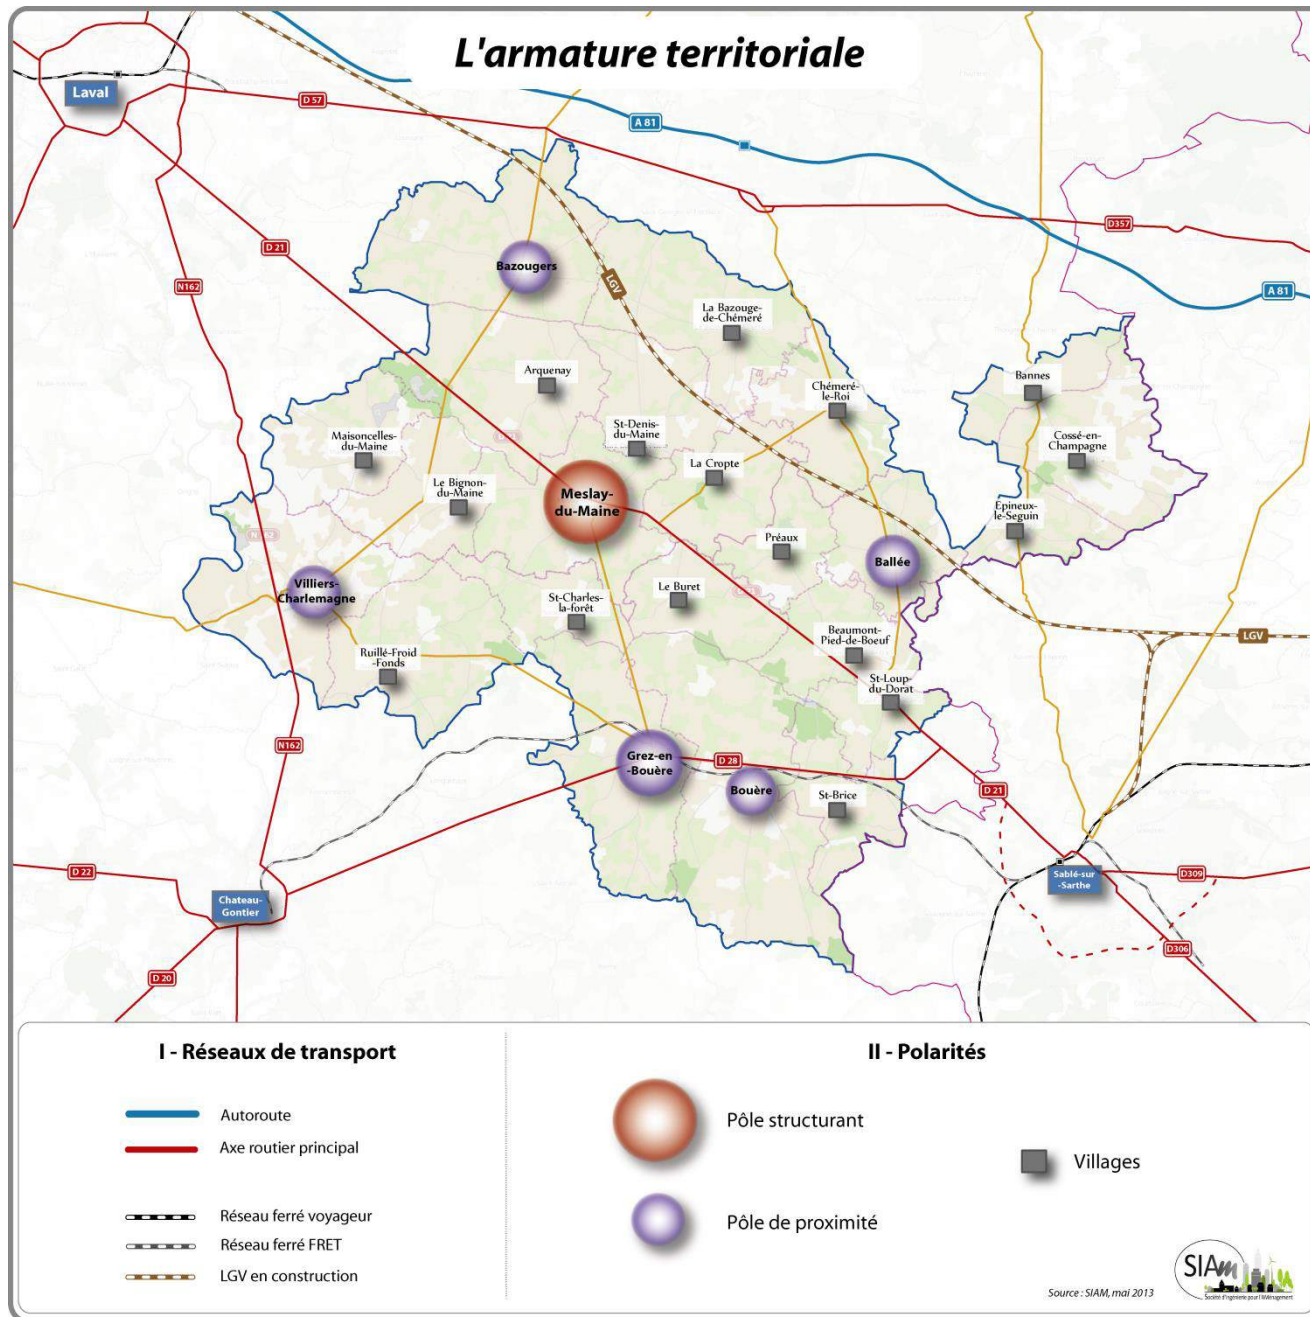 L'armature territoriale
Laval
D 57
A 81
D 21
N162
D357
A 81
LGV
Bazougers
La Bazouge-
de-Chémeré
Arquenay
Chémeré-
le-Roi
Bannes
St-Denis-
du-Maine
Maisoncelles-
du-Maine
La Cropte
Cossé-en-
Champagne
Le Bignon-
du-Maine
Meslay-
du-Maine
Epineux-
le-Seguin
Préaux
Ballée
Villiers-
Charlemagne
Le Buret
St-Charles-
la-forêt
Beaumont-
Pied-de-Boeuf
LGV
Ruillé-Froid
-Fonds
St-Loup-
du-Dorat
N162
Grez-en
-Bouère
D 28
Bouère
St-Brice
D 21
D 22
Chateau-
Gontier
Sablé-sur
-Sarthe
D309
D306
D 20
I - Réseaux de transport
Autoroute
Axe routier principal
Réseau ferré voyageur
Réseau ferré FRET
LGV en construction
II - Polarités
Pôle structurant
Pôle de proximité
Villages
Source : SIAM, mai 2013
SIAm
Société d'Ingénierie pour l'AMénagement